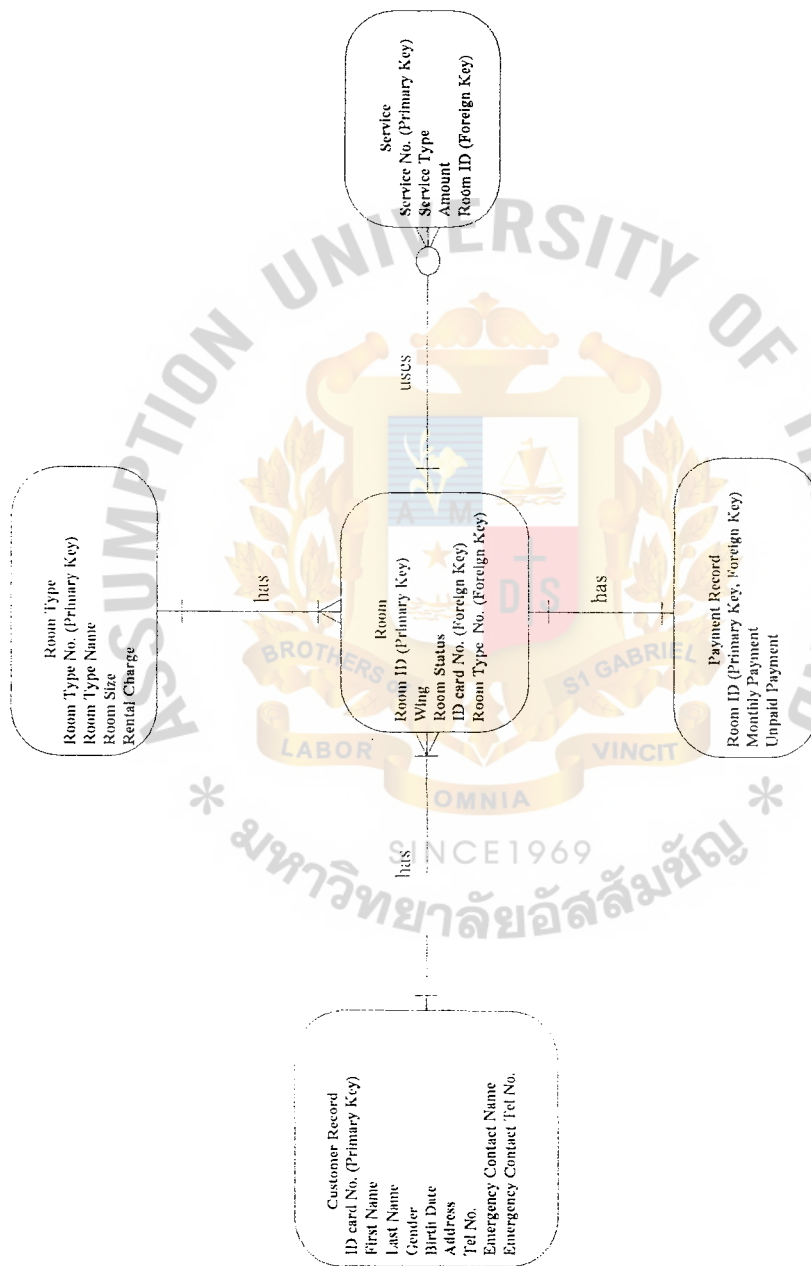 Customer Record
ID card No. (Primary Key)
First Name
Last Name
Gender
Birth Date
Address
Tel No.
Emergency Contact Name
Emergency Contact Tel No.
has
Room Type
Room Type No. (Primary Key)
Room Type Name
Room Size
Rental Charge
has
Room
Room ID (Primary Key)
Wing
Room Status
ID card No. (Foreign Key)
Room Type No. (Foreign Key)
has
Payment Record
Room ID (Primary Key, Foreign Key)
Monthly Payment
Unpaid Payment
uses
Service
Service No. (Primary Key)
Service Type
Amount
Room ID (Foreign Key)
ASSUMPTION UNIVERSITY OF
A M
D S
BROTHERS
S1 GABRIEL
LABOR
OMNIA
VINCIT
SINCE1969
* มหาวิทยาลัยอัสสัมชัญ *